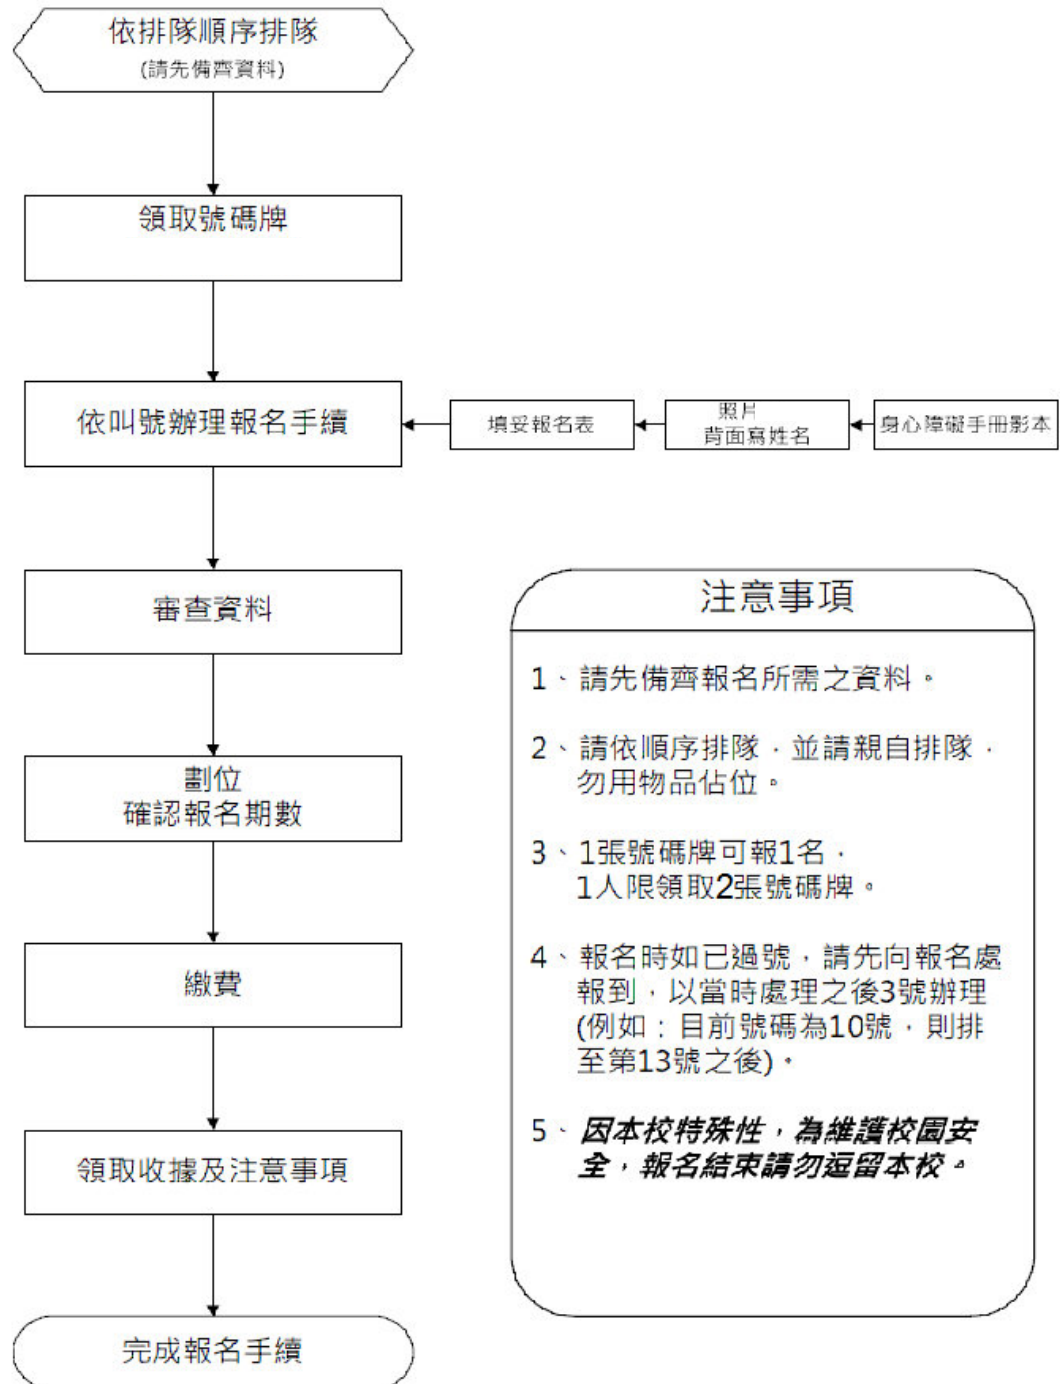 依排隊順序排隊
(請先備齊資料)
領取號碼牌
依叫號辦理報名手續
填妥報名表
照片
背面寫姓名
身心障礙手冊影本
審查資料
劃位
確認報名期數
繳費
領取收據及注意事項
完成報名手續
注意事項
1、請先備齊報名所需之資料。
2、請依順序排隊，並請親自排隊，
勿用物品佔位。
3、1張號碼牌可報1名，
1人限領取2張號碼牌。
4、報名時如已過號，請先向報名處
報到，以當時處理之後3號辦理
(例如：目前號碼為10號，則排
至第13號之後)。
5、因本校特殊性，為維護校園安
全，報名結束請勿逗留本校。